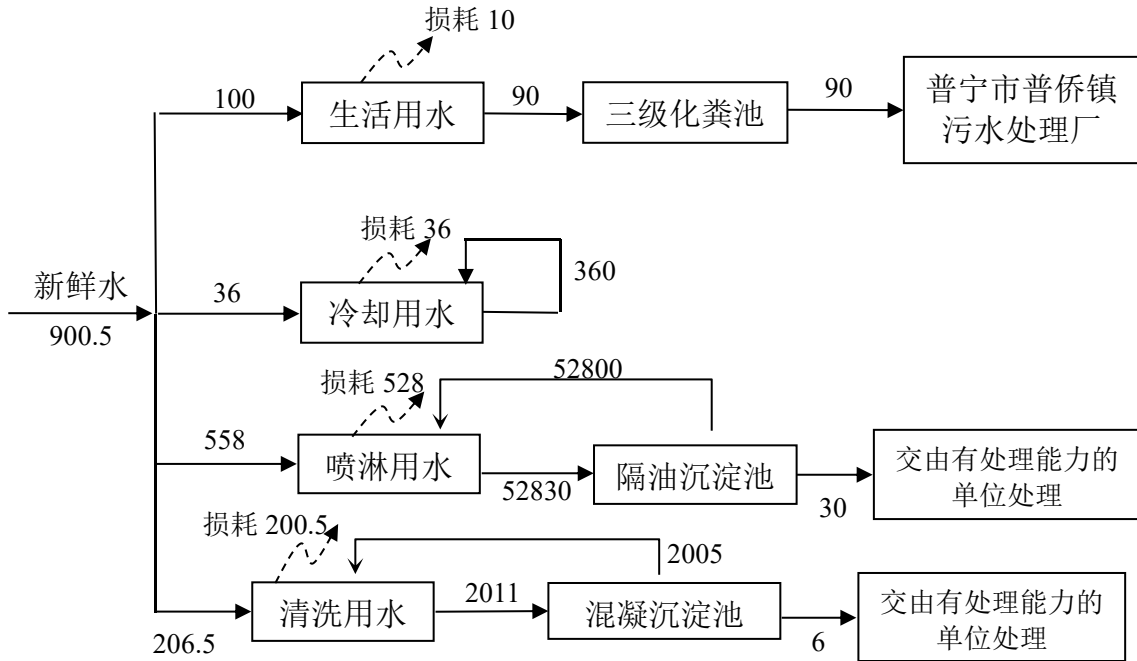 损耗 10
100
生活用水
90
三级化粪池
90
普宁市普侨镇
污水处理厂
损耗 36
新鲜水
900.5
36
冷却用水
360
损耗 528
52800
558
喷淋用水
52830
隔油沉淀池
30
交由有处理能力的
单位处理
损耗 200.5
2005
206.5
清洗用水
2011
混凝沉淀池
6
交由有处理能力的
单位处理